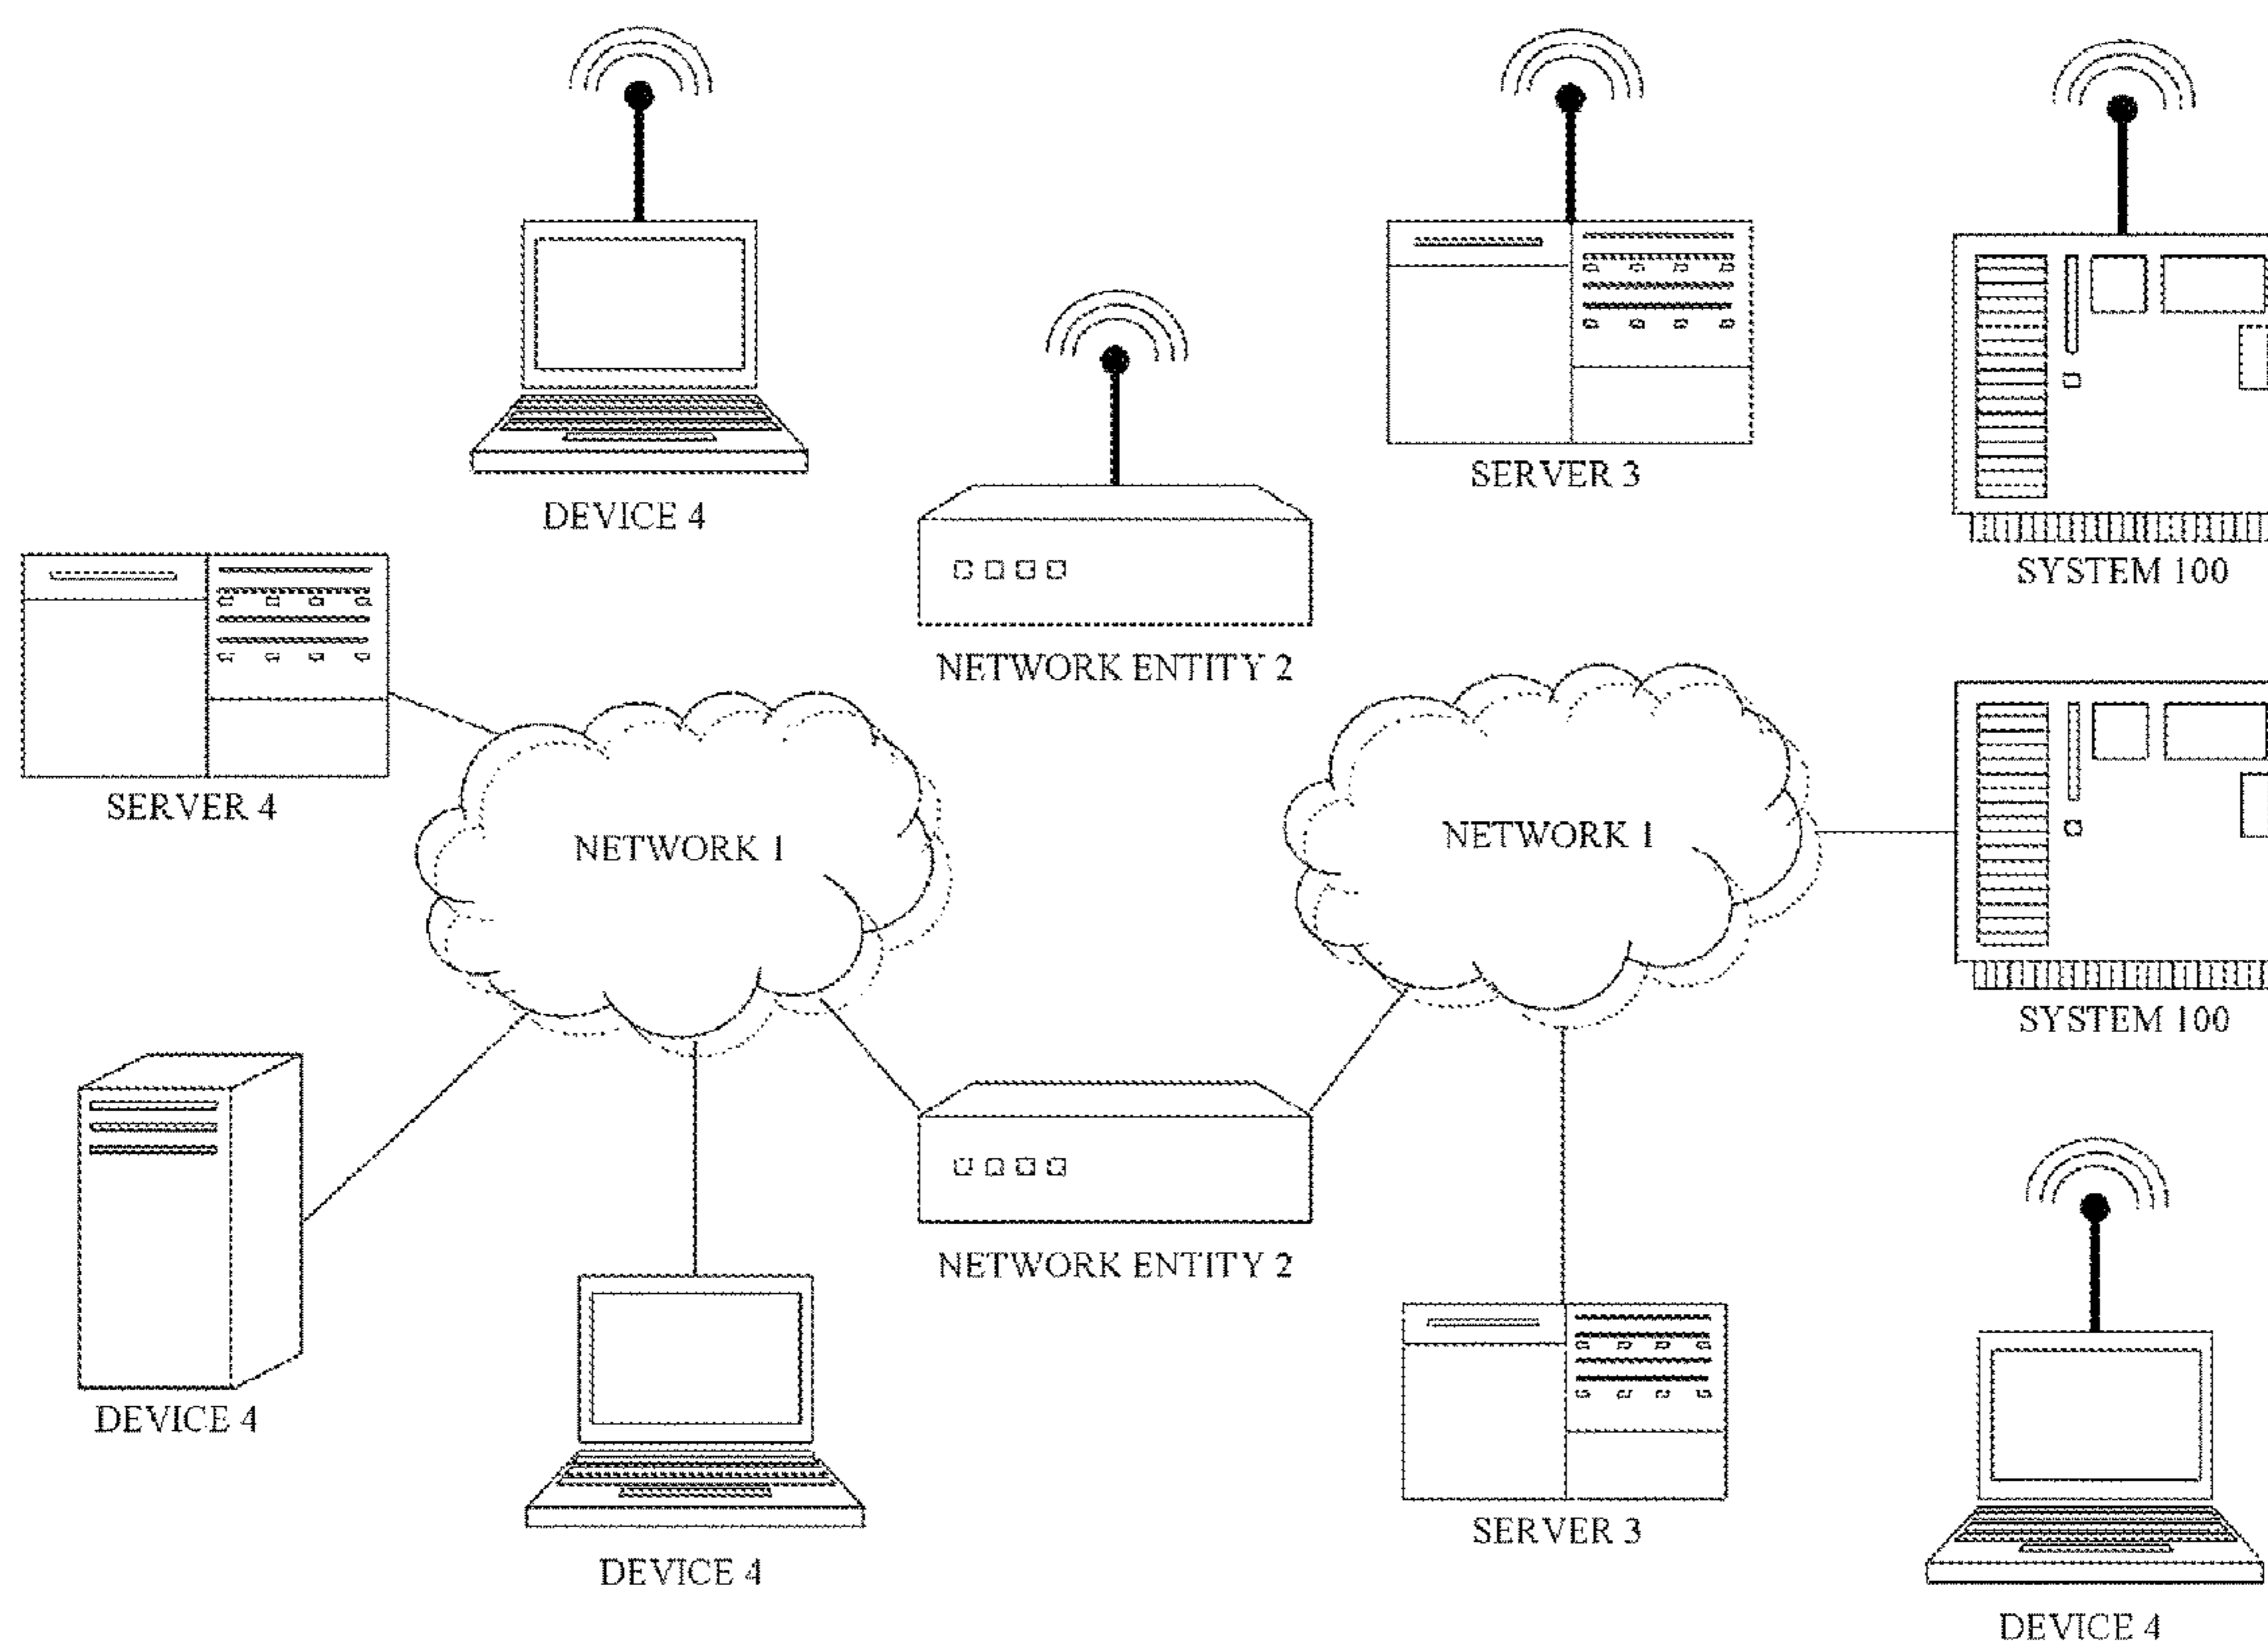 SERVER 3
DEVICE 4
SYSTEM 100
NETWORK ENTITY 2
SERVER 4
NETWORK 1
NETWORK 1
SYSTEM 100
NETWORK ENTITY 2
DEVICE 4
SERVER 3
DEVICE 4
DEVICE 4